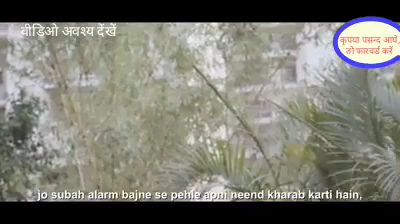 वीडिओ अवश्य देंखें
कृपया पसन्द आयें,
तो फारवर्ड करें
jo subah alarm bajne se pehle apni neend kharab karti hain,